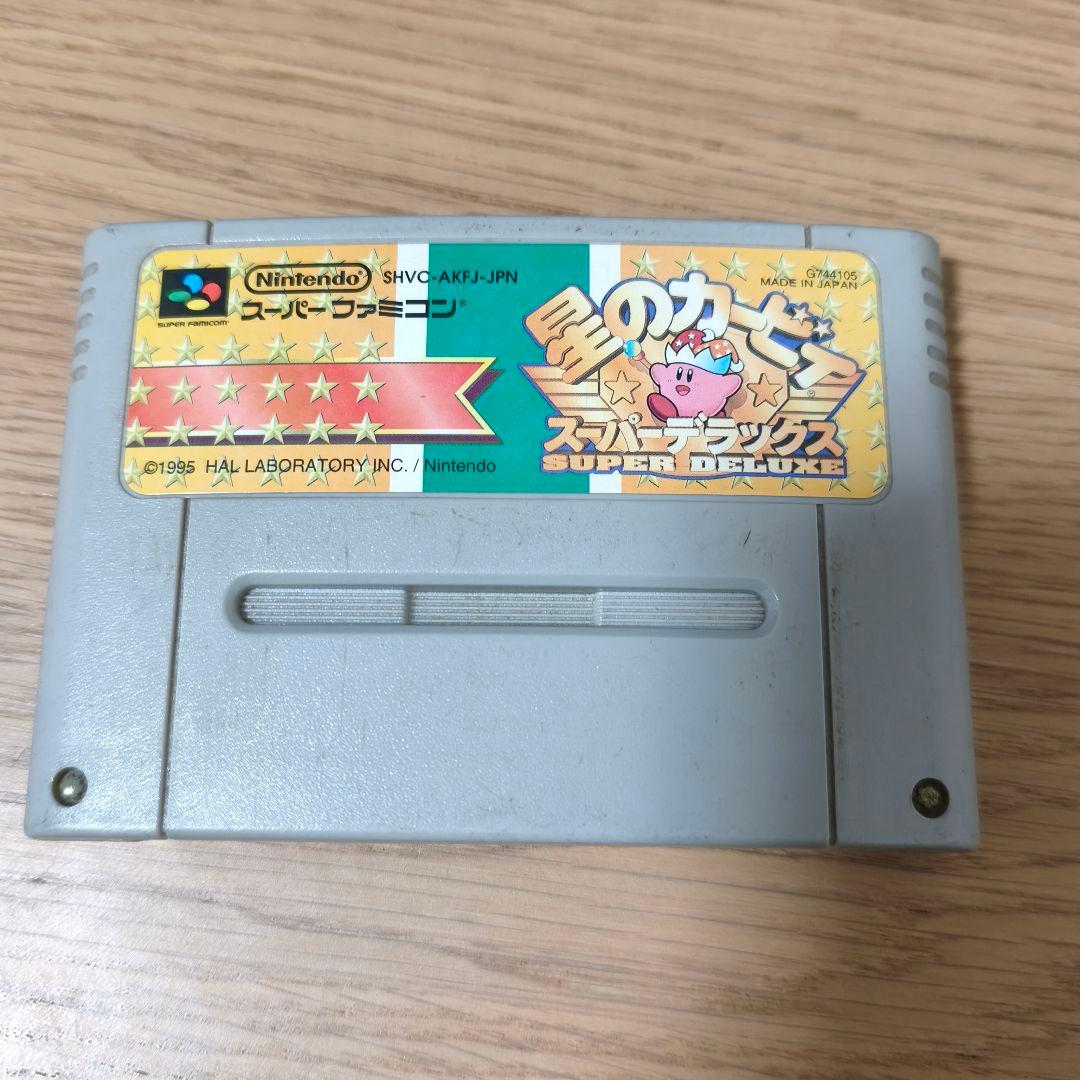 Nintendo® SHVC-AKFJ-JPN
スーパーファミコン®
SUPER FAMICOM
G744105
MADE IN JAPAN
星のカービィ
スーパーデラックス
SUPER DELUXE
©1995 HAL LABORATORY INC. / Nintendo